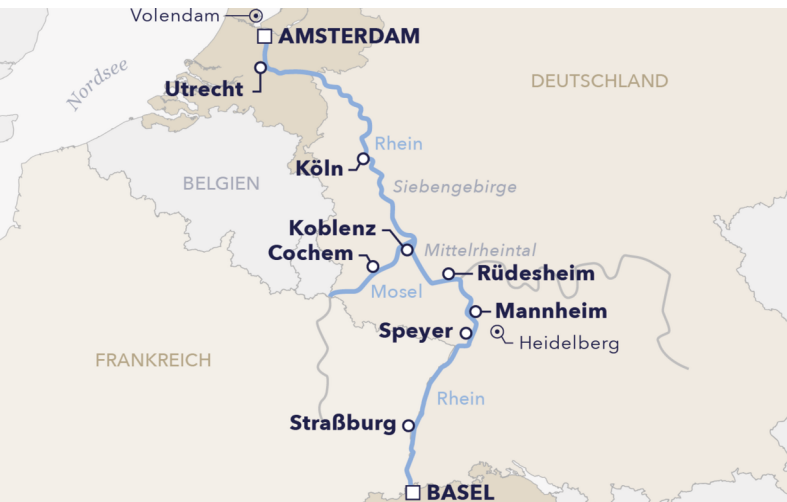 Volendam
AMSTERDAM
Nordsee
Utrecht
DEUTSCHLAND
Rhein
Köln
BELGIEN
Siebengebirge
Koblenz
Mittelrheintal
Cochem
Rüdesheim
Mosel
Mannheim
Speyer
Heidelberg
FRANKREICH
Rhein
Straßburg
BASEL